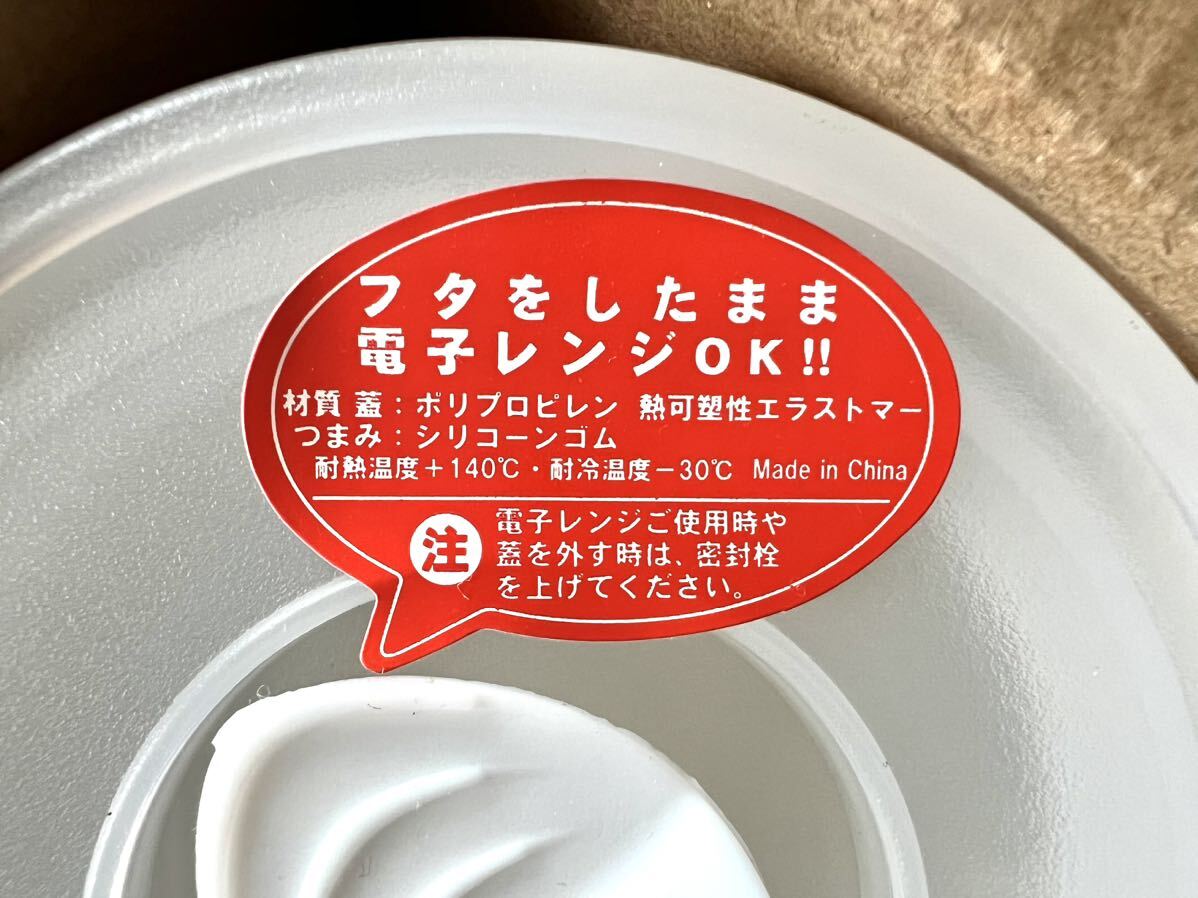 フタをしたまま
電子レンジOK!!
材質 蓋：ポリプロピレン 熱可塑性エラストマー
つまみ：シリコーンゴム
耐熱温度＋140℃・耐冷温度－30℃ Made in China
注 電子レンジご使用時や
蓋を外す時は、密封栓
を上げてください。